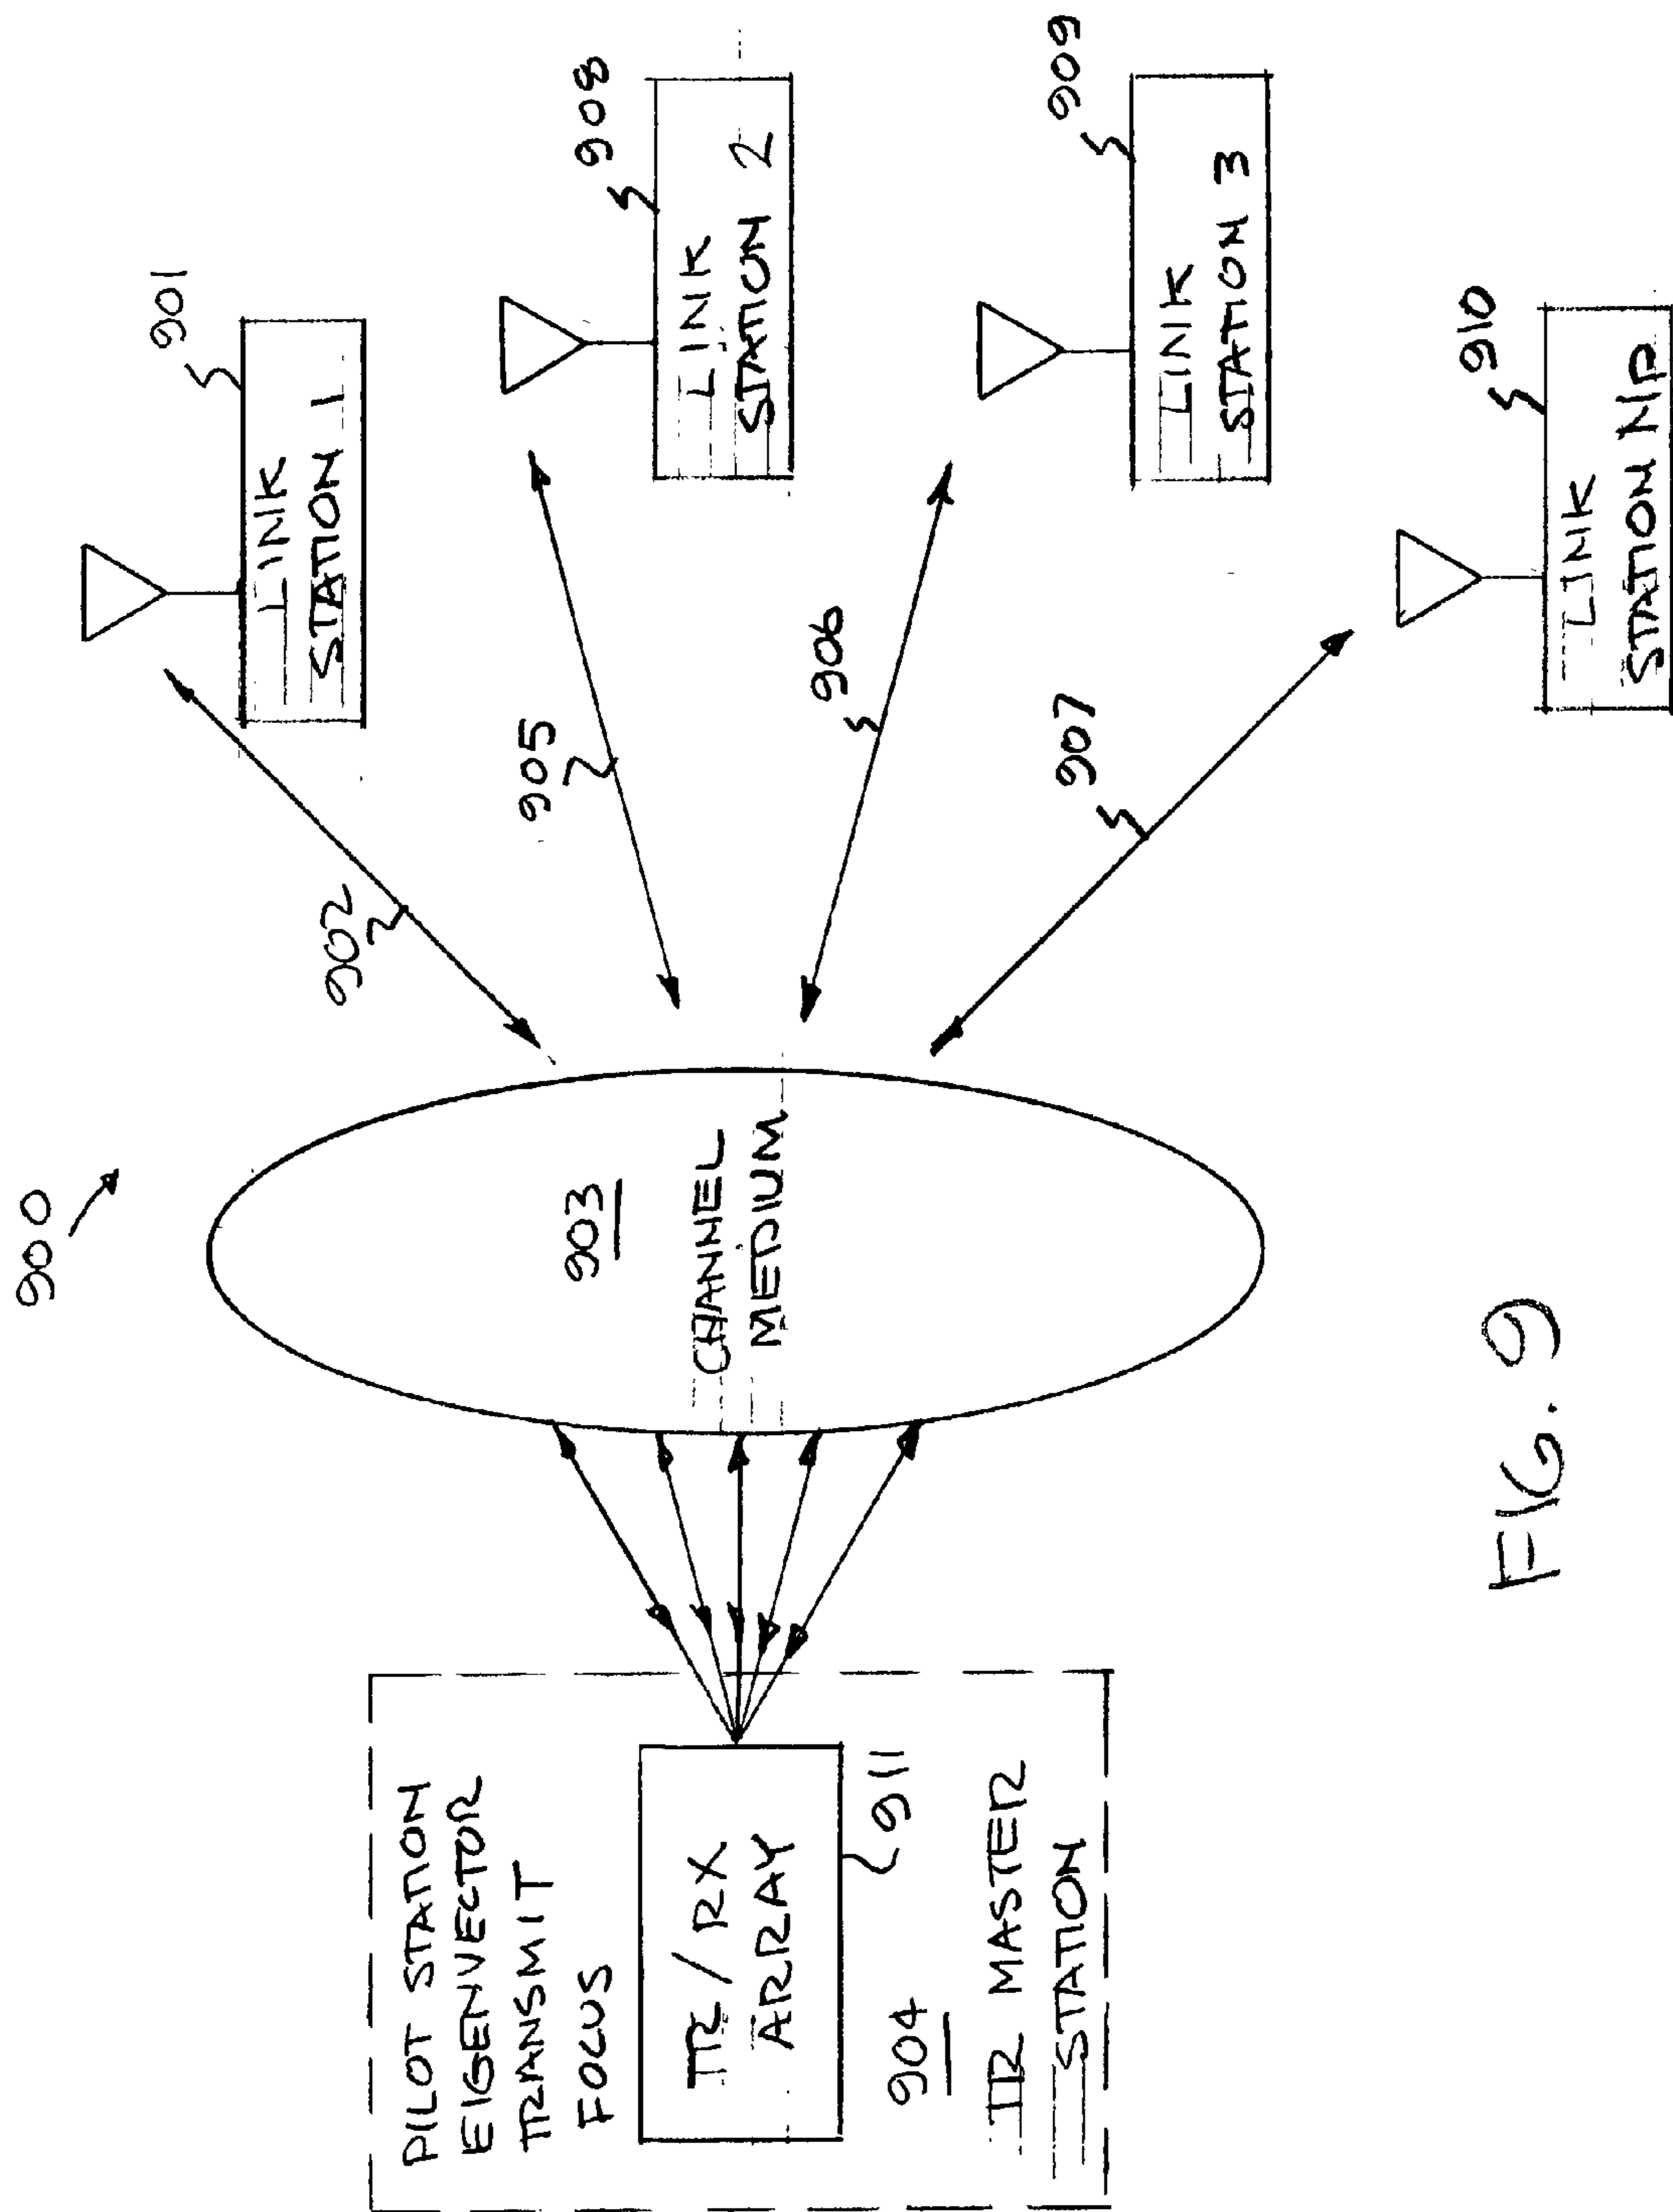 900
PILOT STATION
EIGENVECTOR
TRANSMIT
FOCUS
TR/RX
ARRAY
911
904
TR MASTER
STATION
903
CHANNEL
MEDIUM
902
905
906
907
901
LINK
STATION 1
908
LINK
STATION 2
909
LINK
STATION 3
910
LINK
STATION NP
FIG. 9